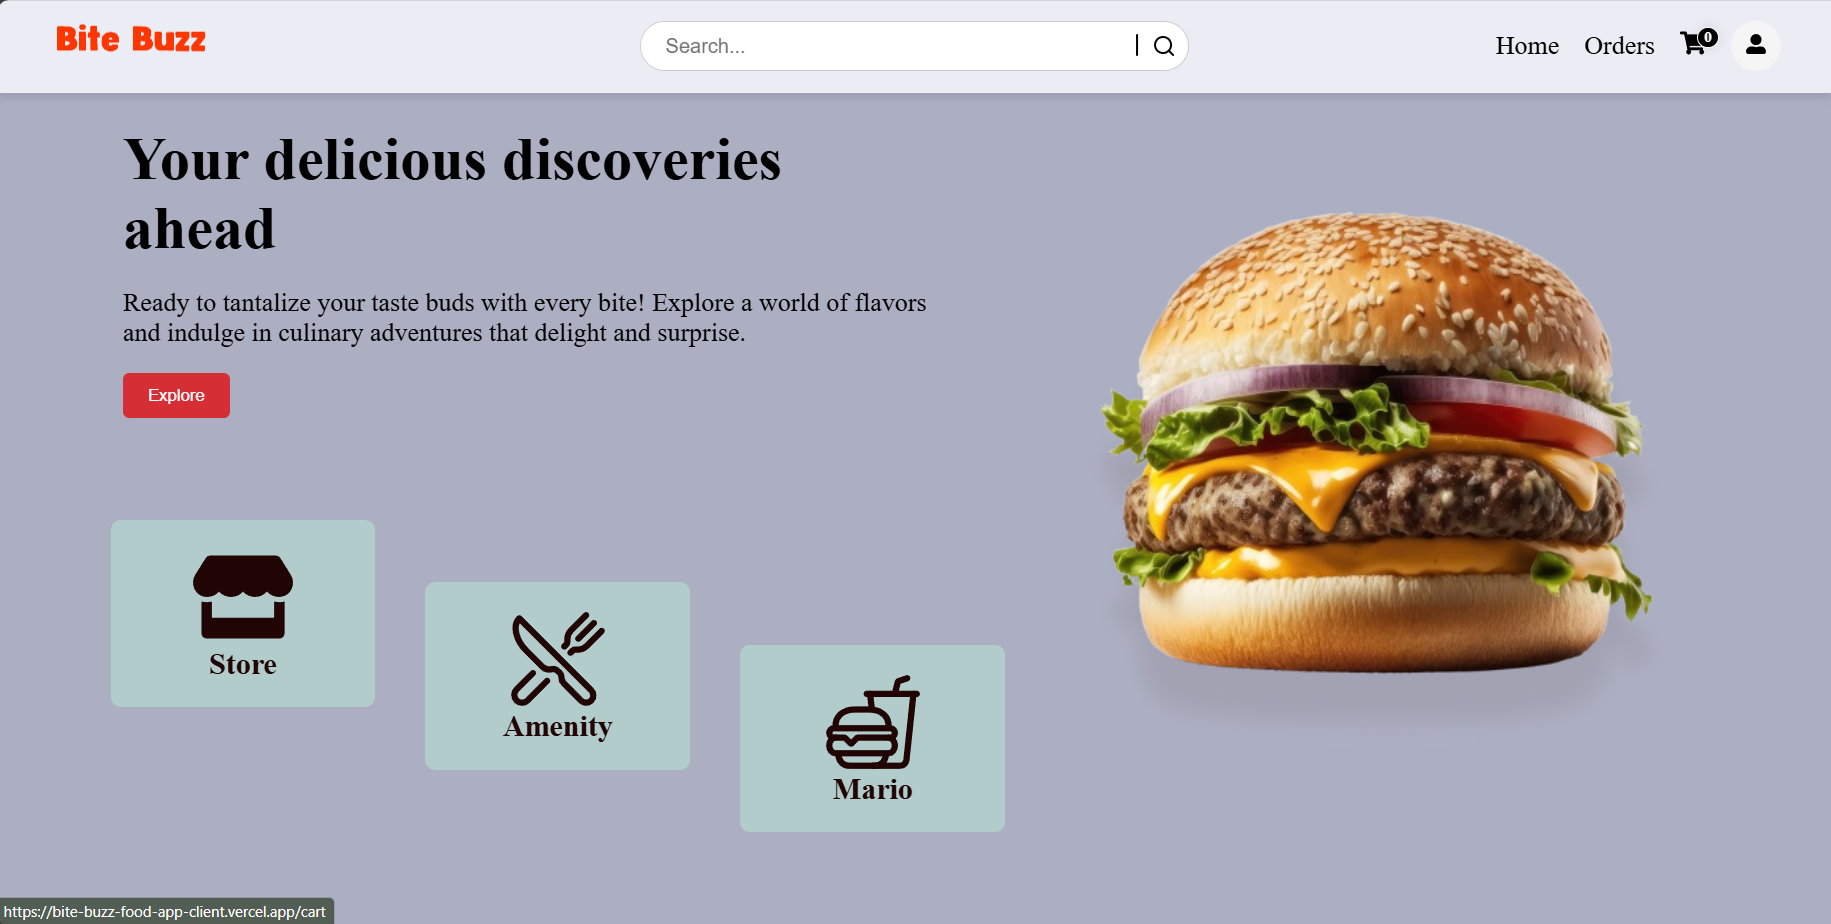 Bite Buzz
Search...
Home
Orders
0
Your delicious discoveries
ahead
Ready to tantalize your taste buds with every bite! Explore a world of flavors
and indulge in culinary adventures that delight and surprise.
Explore
Store
Amenity
Mario
https://bite-buzz-food-app-client.vercel.app/cart